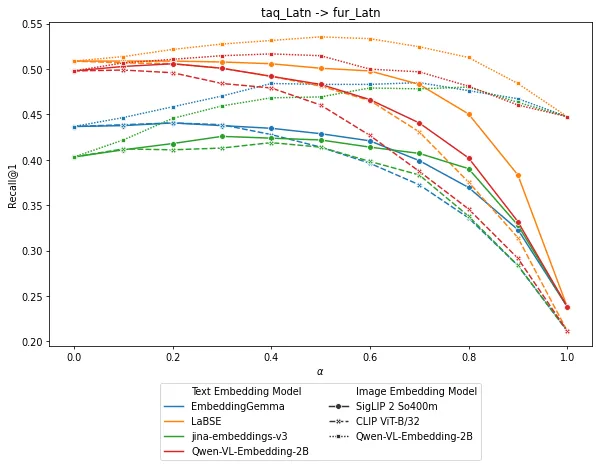 taq_Latn -> fur_Latn
Recall@1
0.55
0.50
0.45
0.40
0.35
0.30
0.25
0.20
0.0 0.2 0.4 0.6 0.8 1.0
α
Text Embedding Model
EmbeddingGemma
LaBSE
jina-embeddings-v3
Qwen-VL-Embedding-2B
Image Embedding Model
SigLIP 2 So400m
CLIP ViT-B/32
Qwen-VL-Embedding-2B